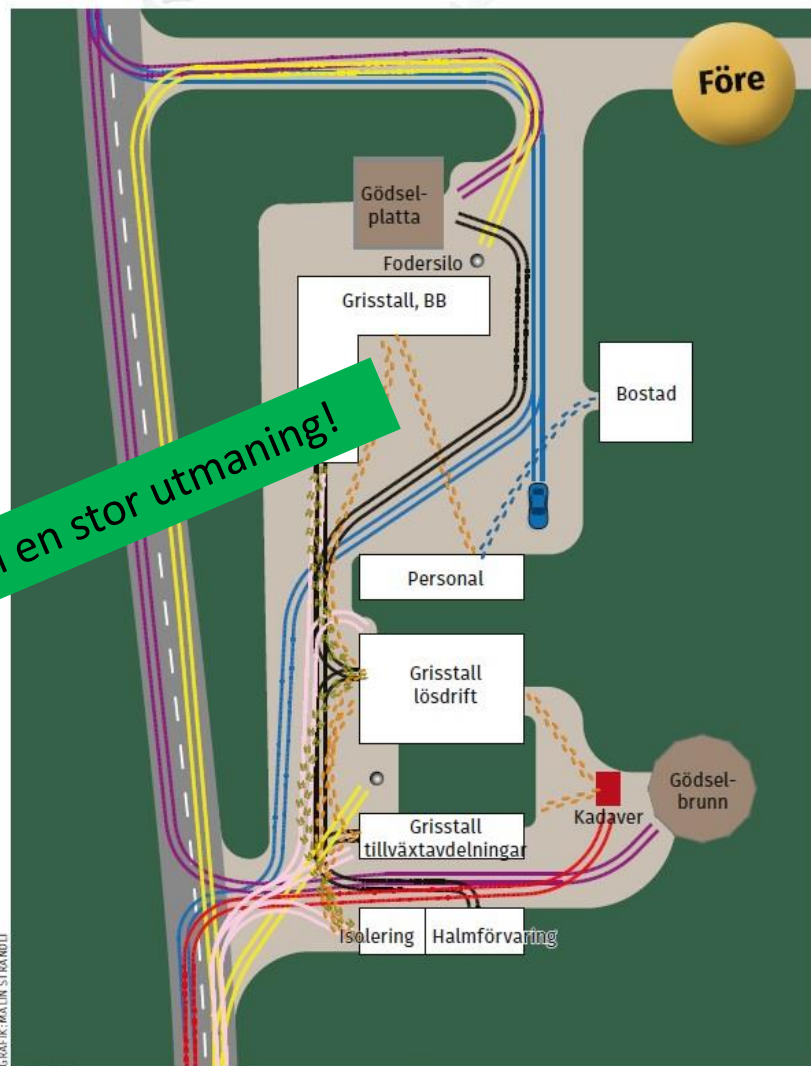 Före
Gödsel-
platta
Fodersilo
Grisstall, BB
Bostad
en stor utmaning!
Personal
Grisstall
lösdrift
Gödsel-
brunn
Kadaver
Grisstall
tillväxtavdelningar
Isolering
Halmförvaring
GRAFIK: MALIN STRANDLI